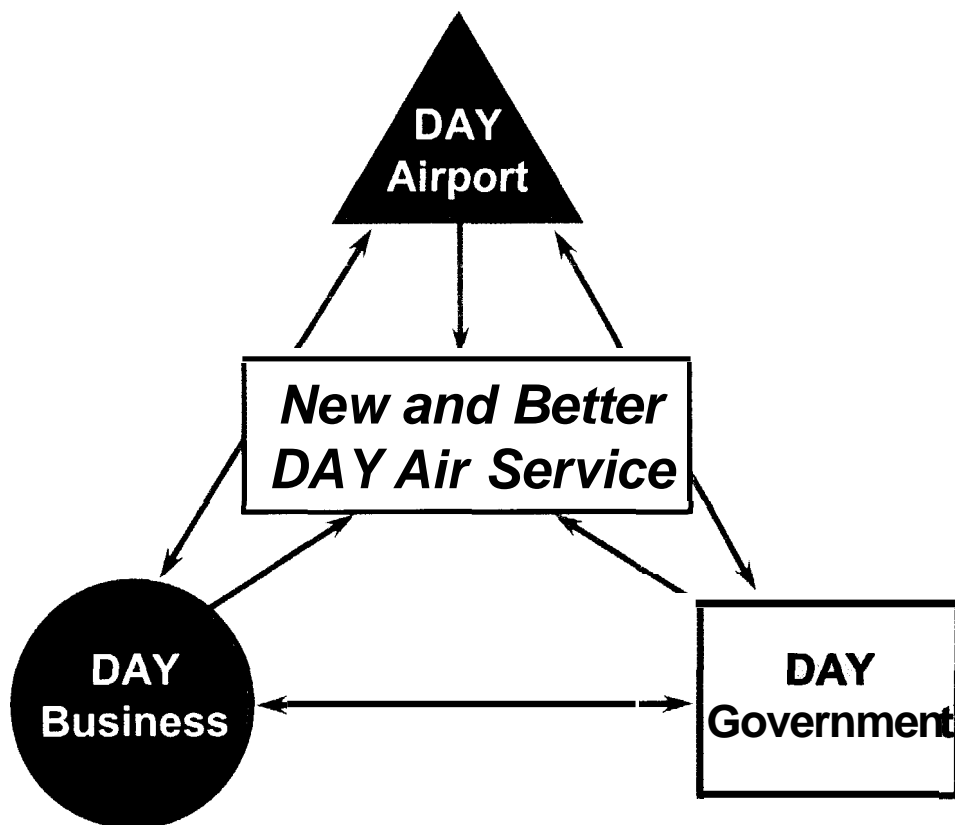 DAY
Airport
New and Better
DAY Air Service
DAY
Business
DAY
Government